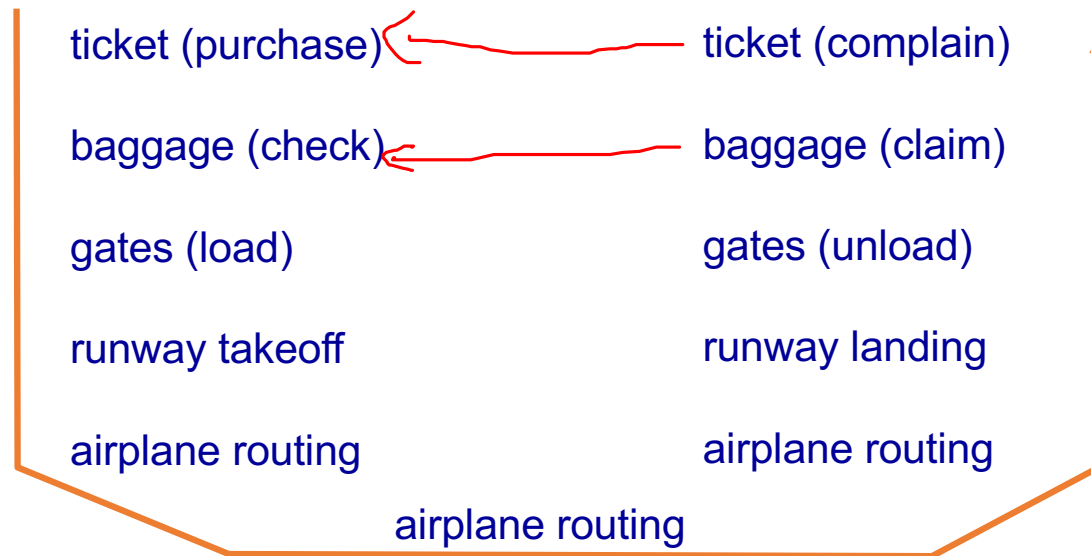 ticket (purchase) ticket (complain)
baggage (check) baggage (claim)
gates (load) gates (unload)
runway takeoff runway landing
airplane routing airplane routing
airplane routing